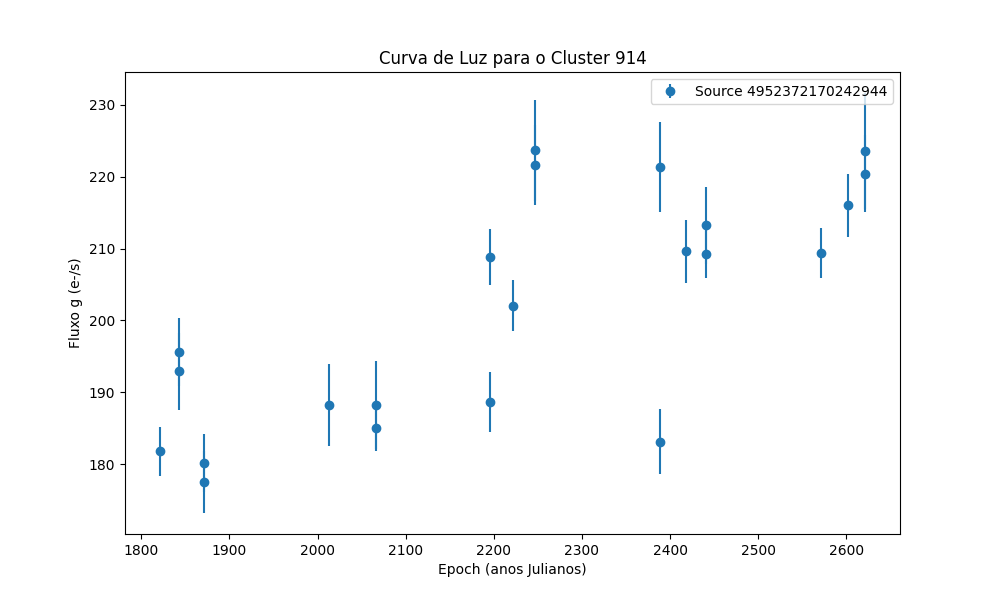 Curva de Luz para o Cluster 914
Source 4952372170242944
Fluxo g (e-/s)
230
220
210
200
190
180
1800 1900 2000 2100 2200 2300 2400 2500 2600
Epoch (anos Julianos)